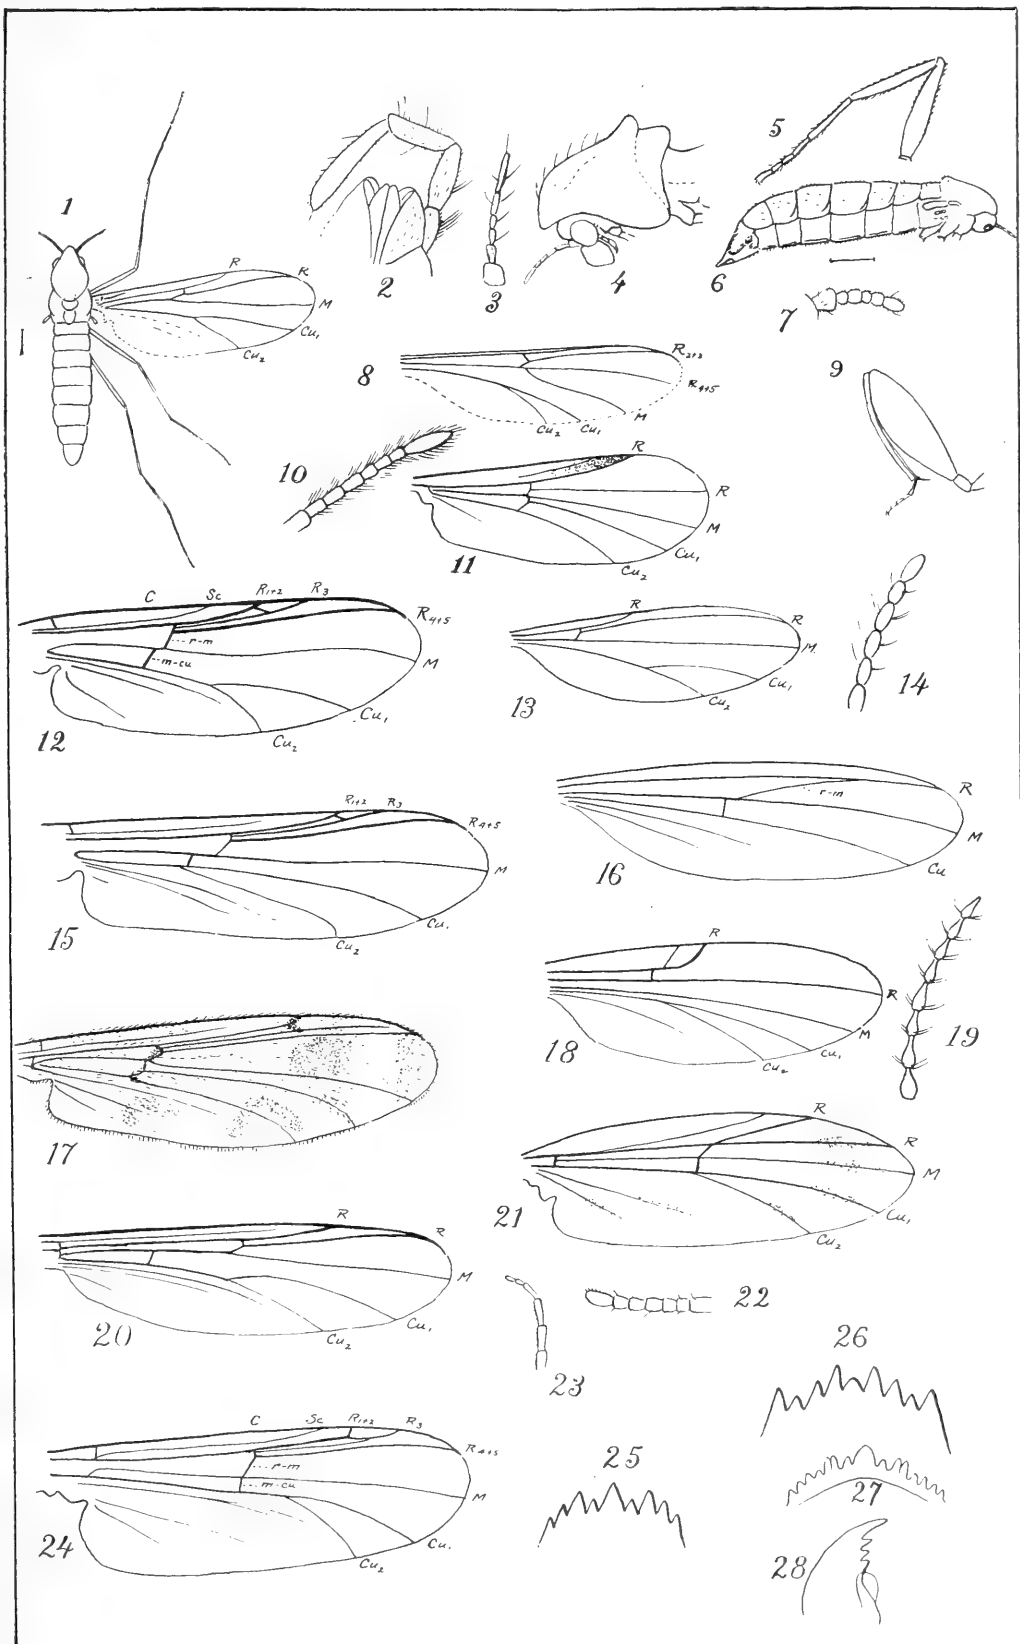 1
R
R
M
Cu₁
Cu₂
2
3
4
5
6
7
8
R₂₊₃
R₄₊₅
M
Cu₁
Cu₂
9
10
11
R
R
M
Cu₁
Cu₂
12
C
Sc
R₁₊₂
R₃
R₄₊₅
r-m
m-cu
M
Cu₁
Cu₂
13
R
R
M
Cu₁
Cu₂
14
15
R₁₊₂
R₃
R₄₊₅
M
Cu₁
Cu₂
16
r-m
R
M
Cu
17
18
R
R
M
Cu₁
Cu₂
19
20
R
R
M
Cu₁
Cu₂
21
R
R
M
Cu₁
Cu₂
22
23
24
C
Sc
R₁₊₂
R₃
R₄₊₅
r-m
m-cu
M
Cu₁
Cu₂
25
26
27
28